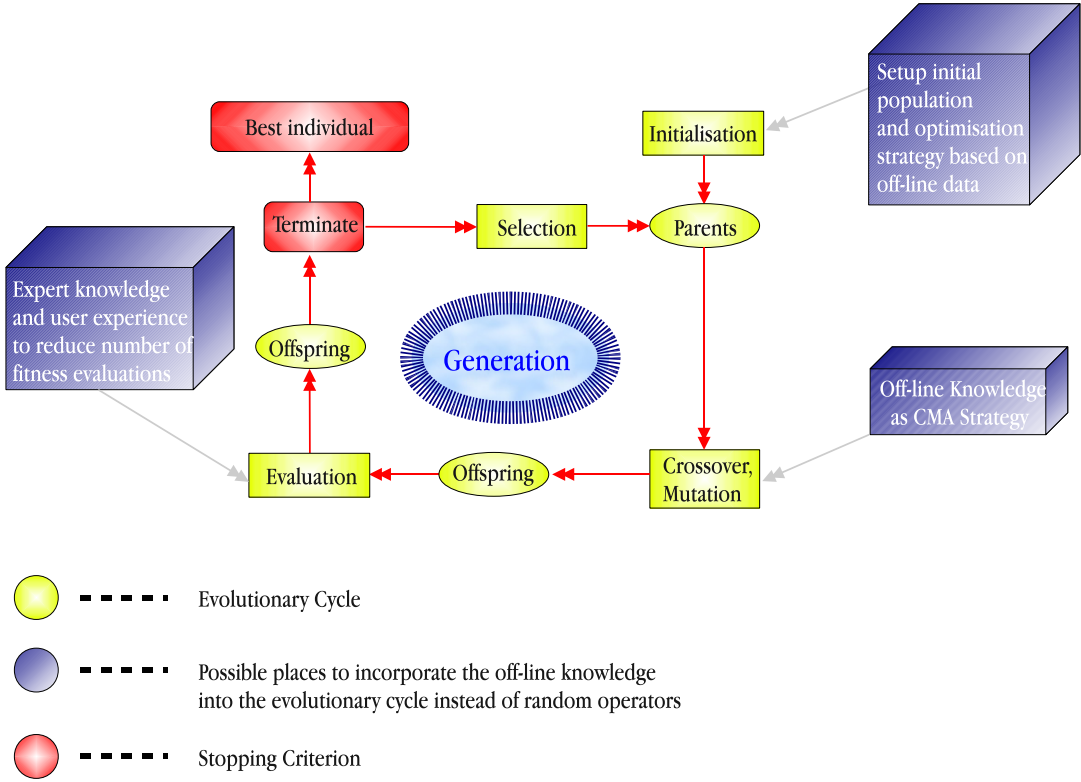 Setup initial
population
and optimisation
strategy based on
off-line data
Best individual
Initialisation
Terminate
Selection
Parents
Expert knowledge
and user experience
to reduce number of
fitness evaluations
Offspring
Generation
Off-line Knowledge
as CMA Strategy
Evaluation
Offspring
Crossover,
Mutation
Evolutionary Cycle
Possible places to incorporate the off-line knowledge
into the evolutionary cycle instead of random operators
Stopping Criterion